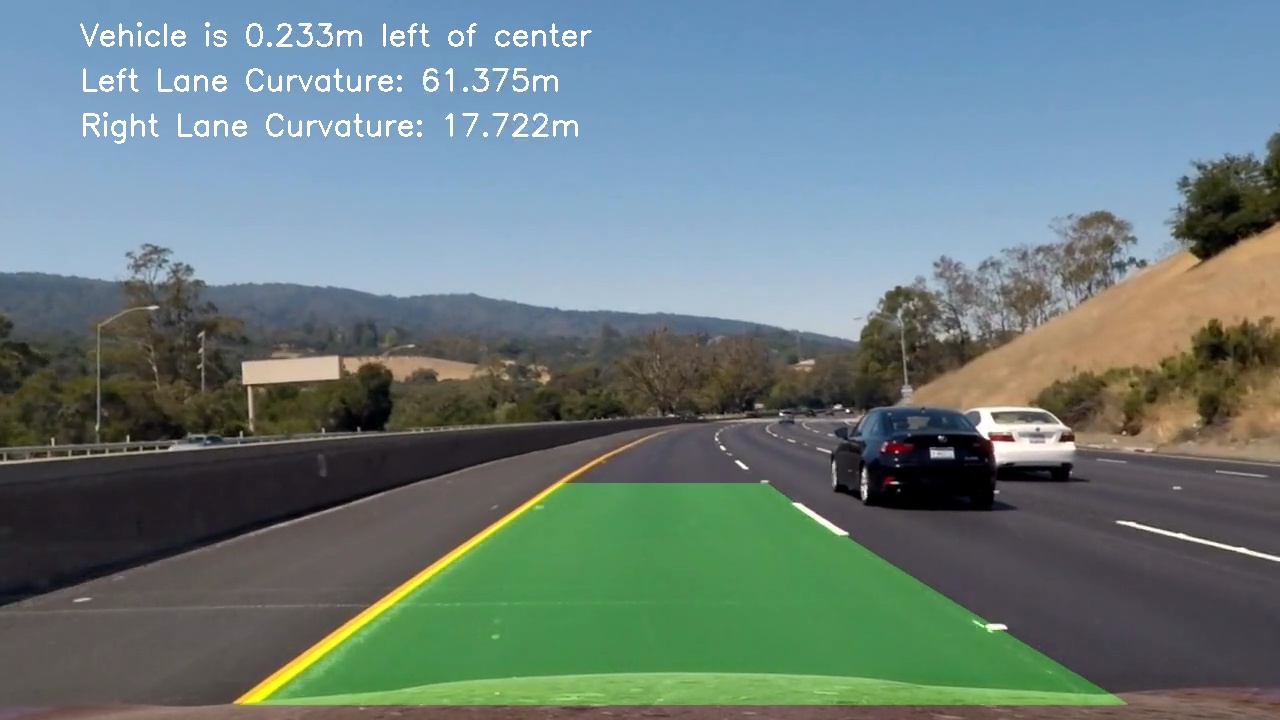 Vehicle is 0.233m left of center
Left Lane Curvature: 61.375m
Right Lane Curvature: 17.722m